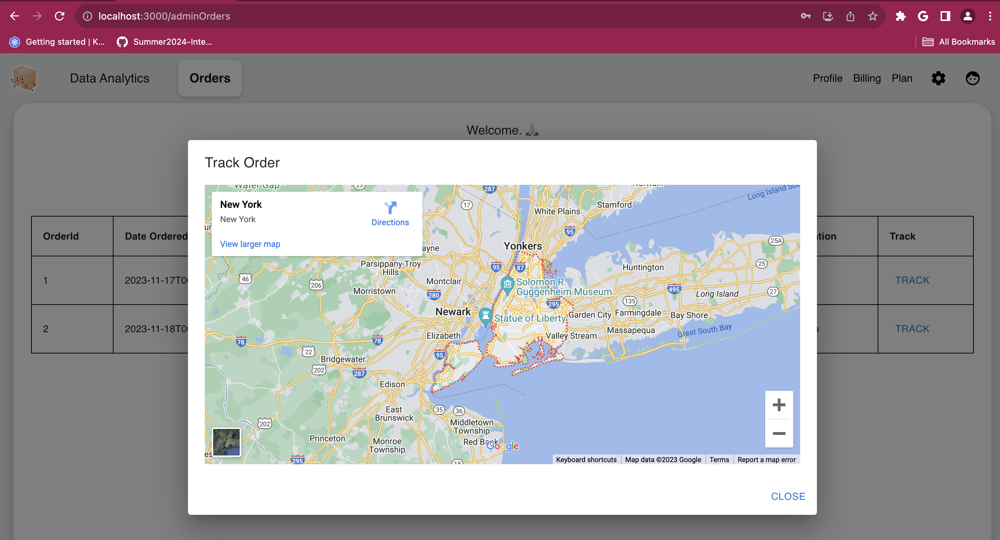 localhost:3000/adminOrders
Getting started | K...
Summer2024-Inte...
All Bookmarks
Data Analytics
Orders
Profile
Billing
Plan
Welcome. 🙏🏻
Track Order
OrderId
Date Ordered
Track
1
2023-11-17T0
TRACK
2
2023-11-18T0
TRACK
New York
New York
Directions
View larger map
Water Gap
23
287
17
Norwalk
Stamford
Long Island Sou
White Plains
95
25A
Yonkers
ayne
Parsippany-Troy
Hills
95
87
Huntington
25
46
206
Montclair
Solomon R.
Guggenheim Museum
Morristown
280
495
Long Island
27
295
135
Newark
Statue of Liberty
Garden City
Farmingdale
Bay Shore
Elizabeth
Valley Stream
Massapequa
Great South Bay
78
78
22
95
Bridgewater
202
287
Edison
East
Brunswick
35
36
Middletown
Township
202
Princeton
Monroe
Township
Red Bank
Google
295
18
Keyboard shortcuts
Map data ©2023 Google
Terms
Report a map error
CLOSE